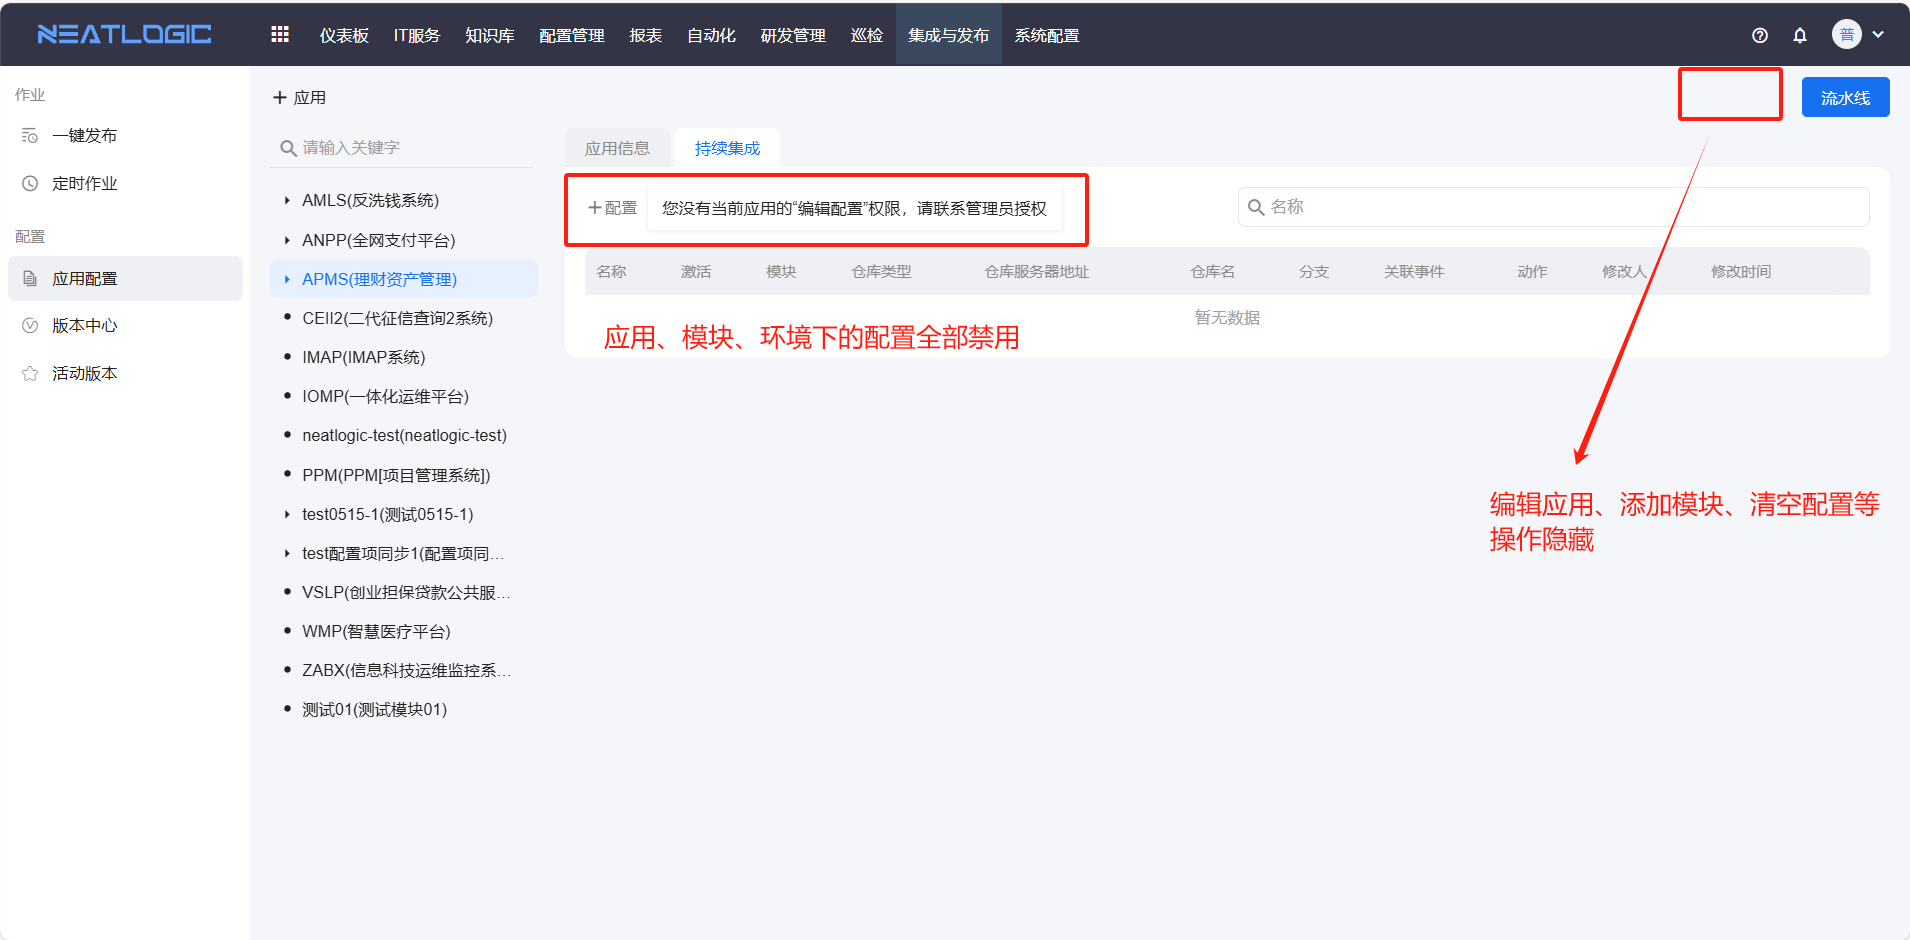 NEATLOGIC
仪表板 IT服务 知识库 配置管理 报表 自动化 研发管理 巡检 集成与发布 系统配置
普
作业
一键发布
定时作业
配置
应用配置
版本中心
活动版本
应用
请输入关键字
AMLS(反洗钱系统)
ANPP(全网支付平台)
APMS(理财资产管理)
CEII2(二代征信查询2系统)
IMAP(IMAP系统)
IOMP(一体化运维平台)
neatlogic-test(neatlogic-test)
PPM(PPM[项目管理系统])
test0515-1(测试0515-1)
test配置项同步1(配置项同...
VSLP(创业担保贷款公共服...
WMP(智慧医疗平台)
ZABX(信息科技运维监控系...
测试01(测试模块01)
流水线
应用信息 持续集成
配置 您没有当前应用的“编辑配置”权限，请联系管理员授权
名称
名称 激活 模块 仓库类型 仓库服务器地址 仓库名 分支 关联事件 动作 修改人 修改时间
暂无数据
应用、模块、环境下的配置全部禁用
编辑应用、添加模块、清空配置等
操作隐藏